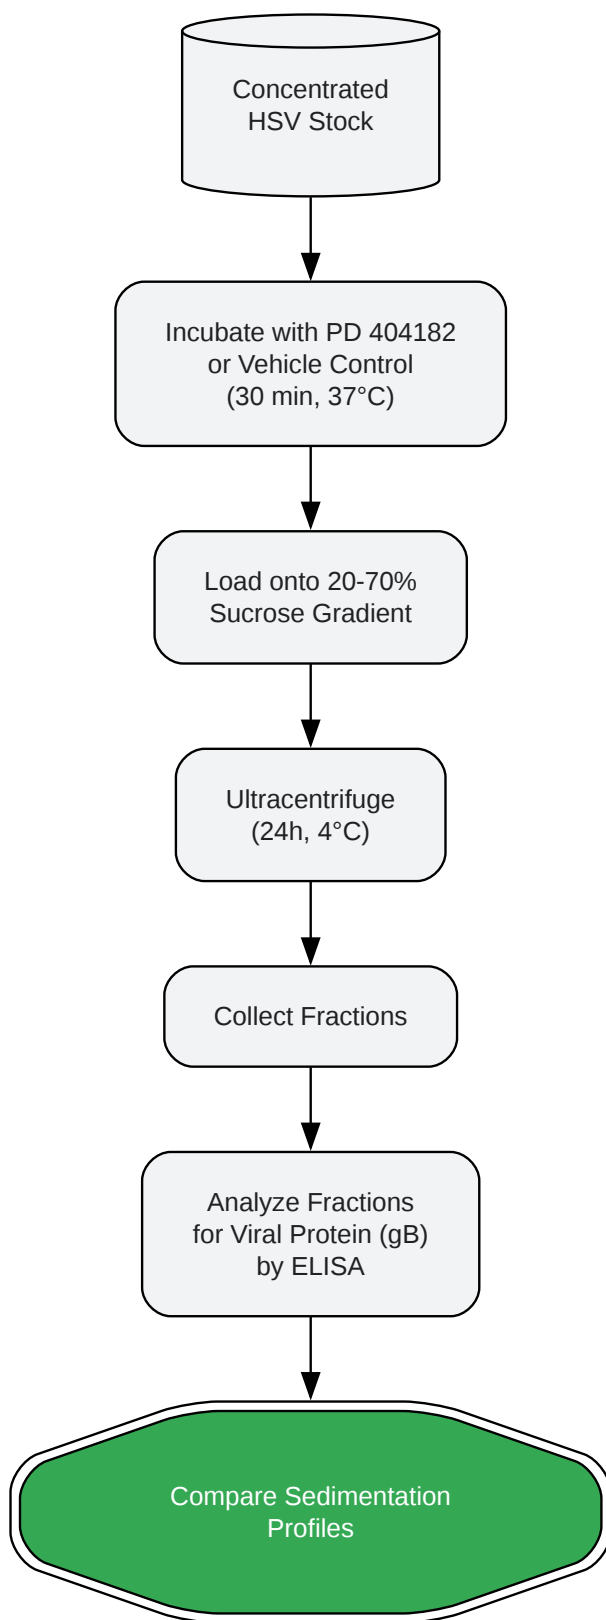 Concentrated
HSV Stock
Incubate with PD 404182
or Vehicle Control
(30 min, 37°C)
Load onto 20-70%
Sucrose Gradient
Ultracentrifuge
(24h, 4°C)
Collect Fractions
Analyze Fractions
for Viral Protein (gB)
by ELISA
Compare Sedimentation
Profiles